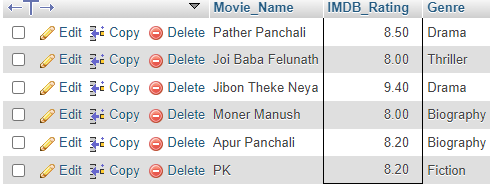 Movie_Name IMDB_Rating Genre
Edit Copy Delete Pather Panchali 8.50 Drama
Edit Copy Delete Joi Baba Felunath 8.00 Thriller
Edit Copy Delete Jibon Theke Neya 9.40 Drama
Edit Copy Delete Moner Manush 8.00 Biography
Edit Copy Delete Apur Panchali 8.20 Biography
Edit Copy Delete PK 8.20 Fiction